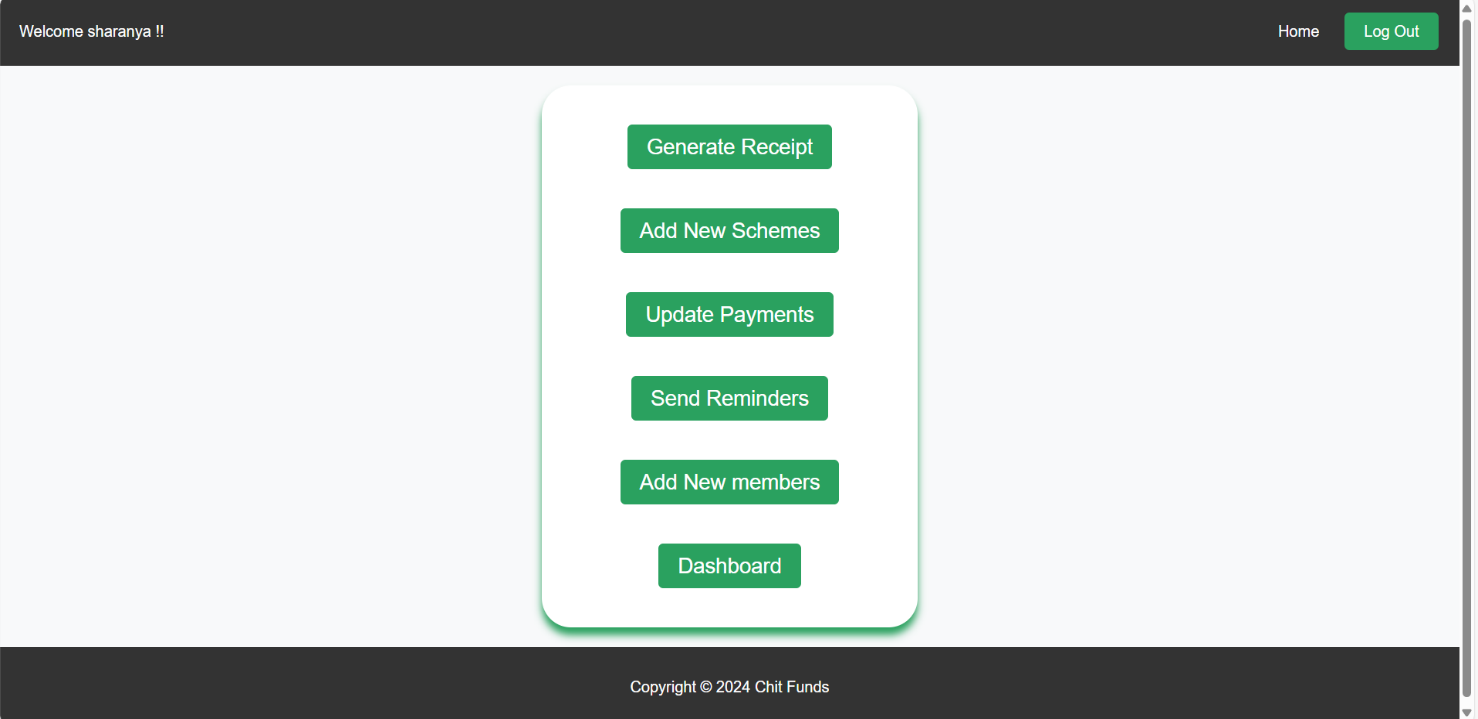 Welcome sharanya !!
Home
Log Out
Generate Receipt
Add New Schemes
Update Payments
Send Reminders
Add New members
Dashboard
Copyright © 2024 Chit Funds